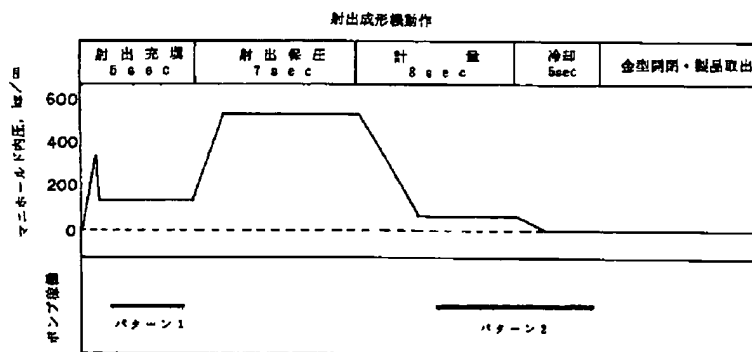 射出成形機動作
射出充填
5sec
射出保圧
7sec
計量
8sec
冷却
5sec
金型開閉・製品取出
マニホールド内圧, kg/㎝
600
400
200
0
ポンプ稼働
パターン1
パターン2